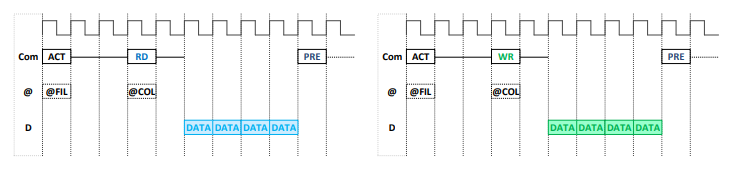 Com ACT RD PRE
@ @FIL @COL
D DATA DATA DATA DATA
Com ACT WR PRE
@ @FIL @COL
D DATA DATA DATA DATA